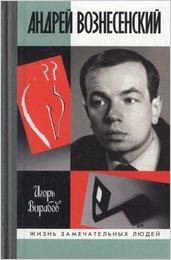 АНДРЕЙ ВОЗНЕСЕНСКИЙ
Игорь
Вирабов
ЖИЗНЬ ЗАМЕЧАТЕЛЬНЫХ ЛЮДЕЙ